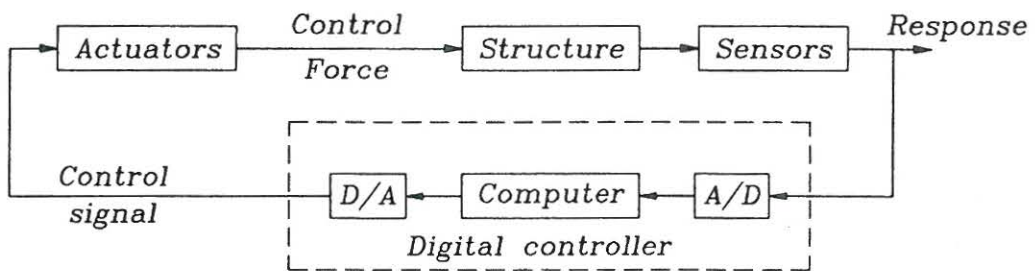 Response
Actuators
Control
Force
Structure
Sensors
Control
signal
D/A
Computer
A/D
Digital controller